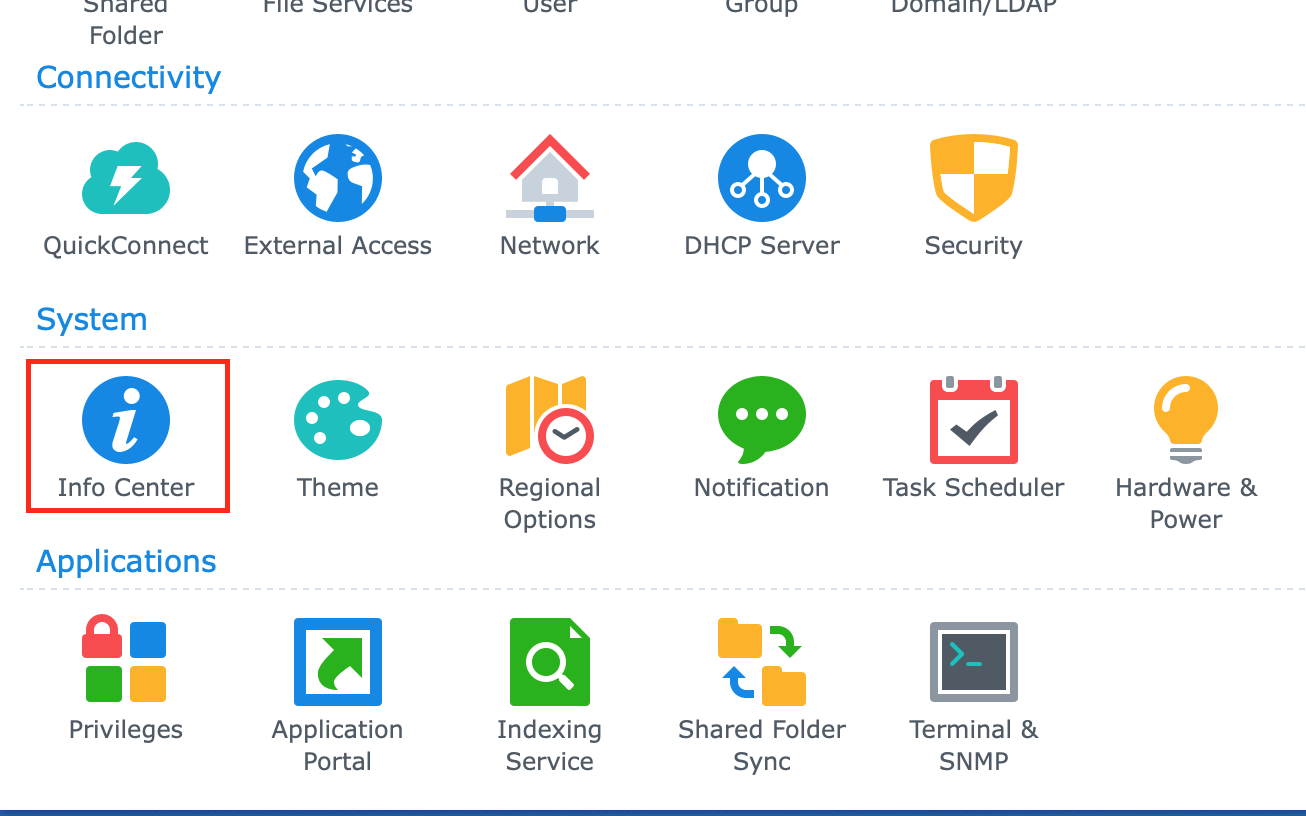 Shared File Services User Group Domain/LDAP
Folder
Connectivity
QuickConnect External Access Network DHCP Server Security
System
Info Center Theme Regional Notification Task Scheduler Hardware &
Options Power
Applications
Privileges Application Indexing Shared Folder Terminal &
Portal Service Sync SNMP